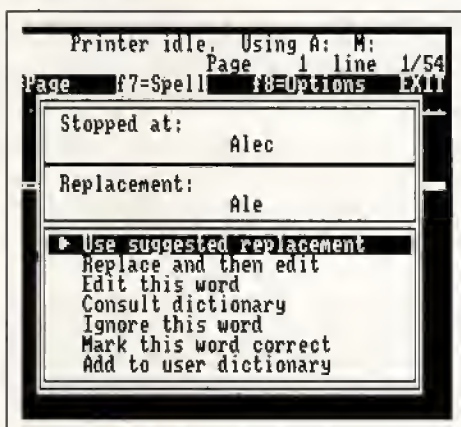 Printer idle. Using A: M:
Page 1 line 1/54
Page f7=Spell f8=Options EXIT
Stopped at:
Alec
Replacement:
Ale
Use suggested replacement
Replace and then edit
Edit this word
Consult dictionary
Ignore this word
Mark this word correct
Add to user dictionary